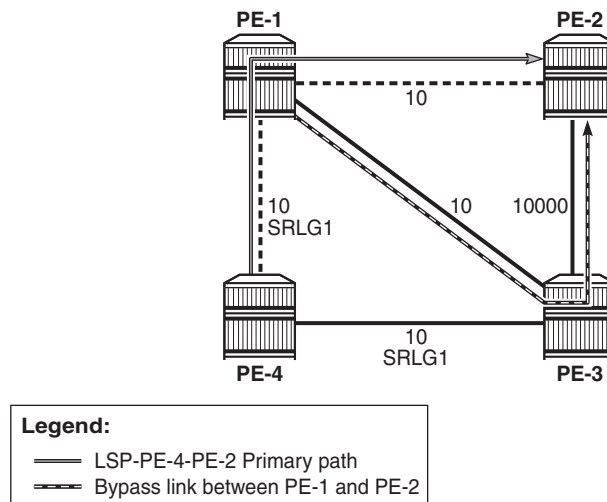 PE-1
PE-2
10
10
SRLG1
10
10000
10
SRLG1
PE-4
PE-3
Legend:
LSP-PE-4-PE-2 Primary path
Bypass link between PE-1 and PE-2